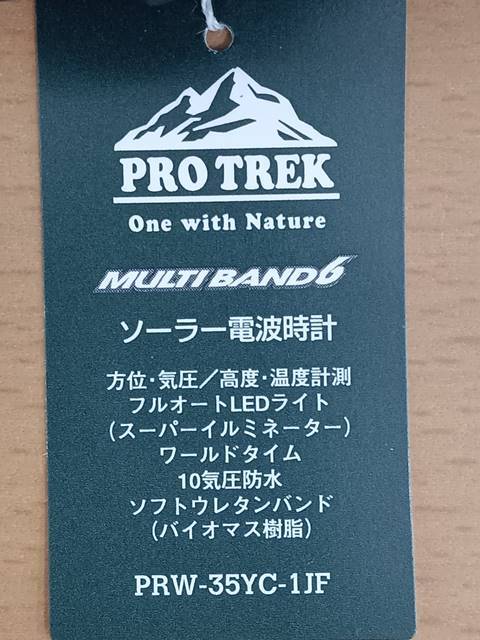 PRO TREK
One with Nature
MULTI BAND 6
ソーラー電波時計
方位・気圧／高度・温度計測
フルオートLEDライト
（スーパーイルミネーター）
ワールドタイム
10気圧防水
ソフトウレタンバンド
（バイオマス樹脂）
PRW-35YC-1JF